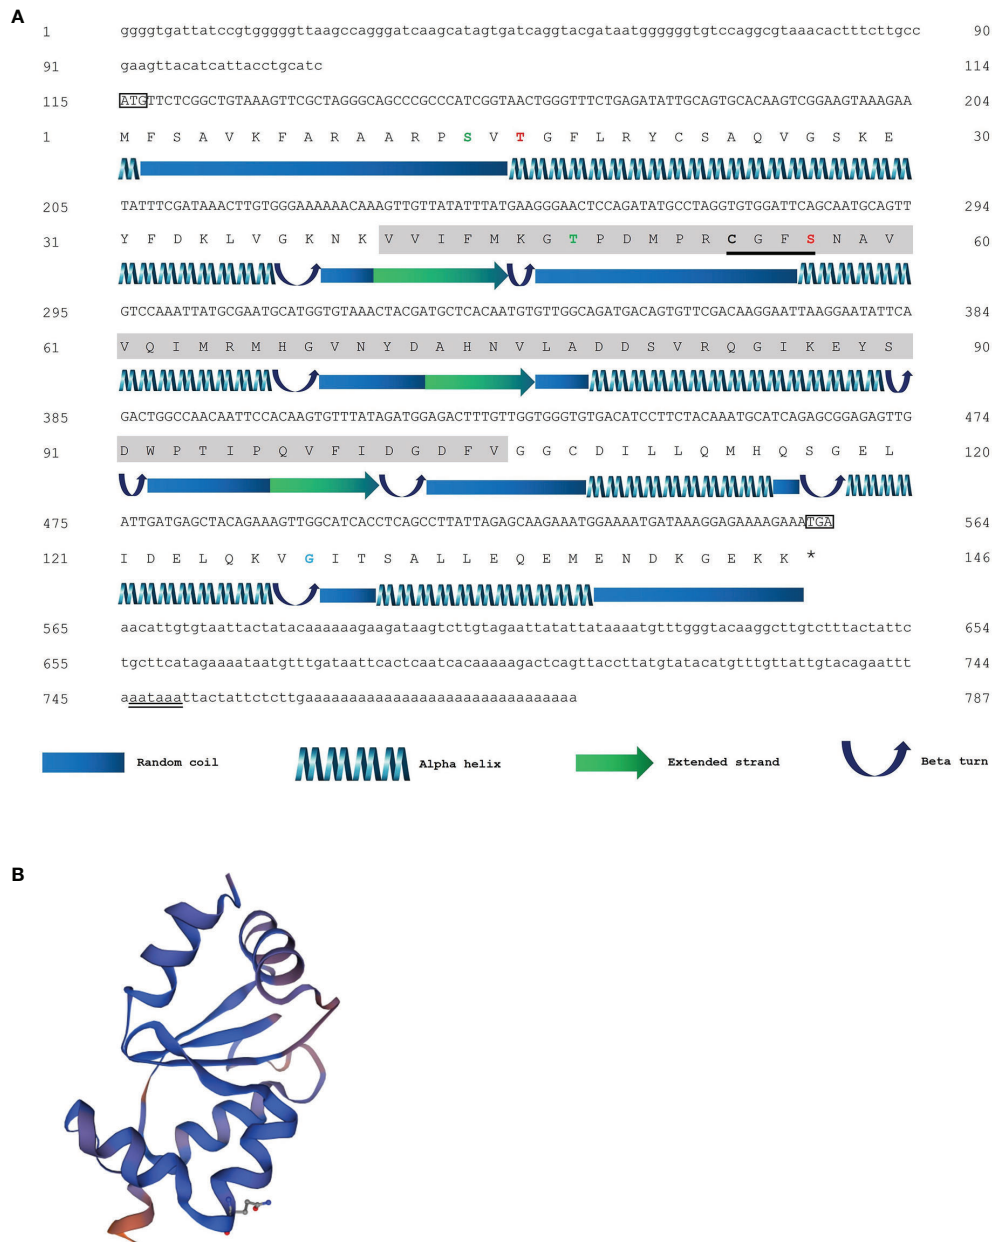 A
1 ggggtgattatccgtgggggttaagccagggatcaagcatagtgatcaggtacgataatggggggtgtccaggcgtaaacactttcttgcc 90
91 gaagttacatcattacctgcatc 114
115 ATGTTCTCGGCTGTAAAGTTCGCTAGGGCAGCCCGCCCATCGGTAACTGGGTTTCTGAGATATTGCAGTGCACAAGTCGGAAGTAAAGAA 204
1 M F S A V K F A R A A R P S V T G F L R Y C S A Q V G S K E 30
205 TATTTCGATAAACTTGTGGGAAAAAACAAAGTTGTTATATTTATGAAGGGAACTCCAGATATGCCTAGGTGTGGATTCAGCAATGCAGTT 294
31 Y F D K L V G K N K V V I F M K G T P D M P R C G F S N A V 60
295 GTCCAAATTATGCGAATGCATGGTGTAAACTACGATGCTCACAATGTGTTGGCAGATGACAGTGTTCGACAAGGAATTAAGGAATATTCA 384
61 V Q I M R M H G V N Y D A H N V L A D D S V R Q G I K E Y S 90
385 GACTGGCCAACAATTCCACAAGTGTTTATAGATGGAGACTTTGTTGGTGGGTGTGACATCCTTCTACAAATGCATCAGAGCGGAGAGTTG 474
91 D W P T I P Q V F I D G D F V G G C D I L L Q M H Q S G E L 120
475 ATTGATGAGCTACAGAAAGTTGGCATCACCTCAGCCTTATTAGAGCAAGAAATGGAAAATGATAAAGGAGAAAAGAAATGA 564
121 I D E L Q K V G I T S A L L E Q E M E N D K G E K K * 146
565 aacattgtgtaattactatacaaaaaagaagataagtcttgtagaattatattataaaatgtttgggtacaaggcttgtctttactattc 654
655 tgcttcatagaaaataatgtttgataattcactcaatcacaaaaagactcagttaccttatgtatacatgtttgttattgtacagaattt 744
745 aaataaattactattctcttgaaaaaaaaaaaaaaaaaaaaaaaaaaaaaa 787
Random coil Alpha helix Extended strand Beta turn
B